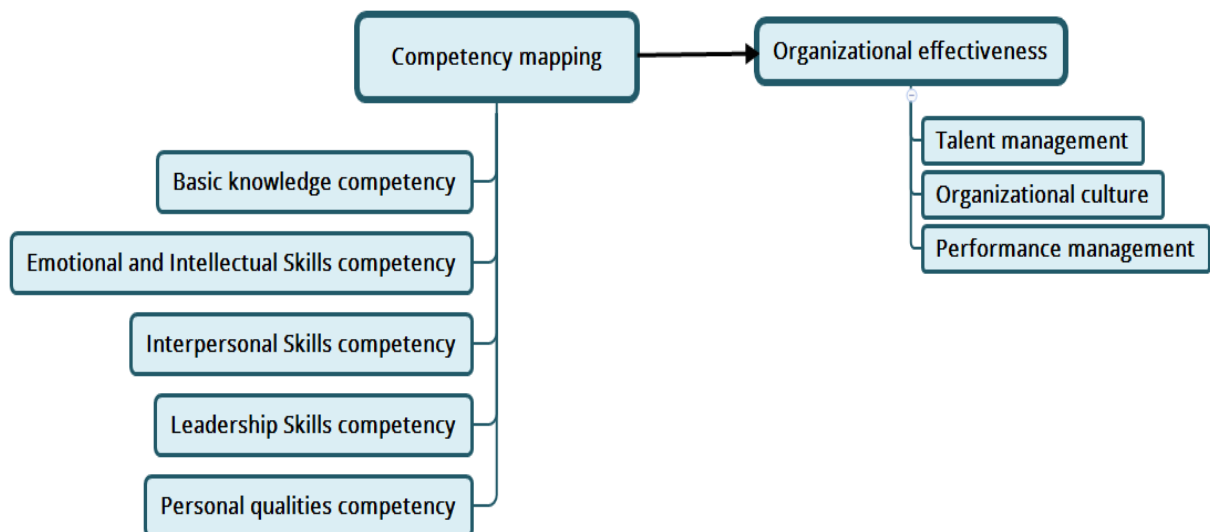 Competency mapping
Organizational effectiveness
Basic knowledge competency
Emotional and Intellectual Skills competency
Interpersonal Skills competency
Leadership Skills competency
Personal qualities competency
Talent management
Organizational culture
Performance management